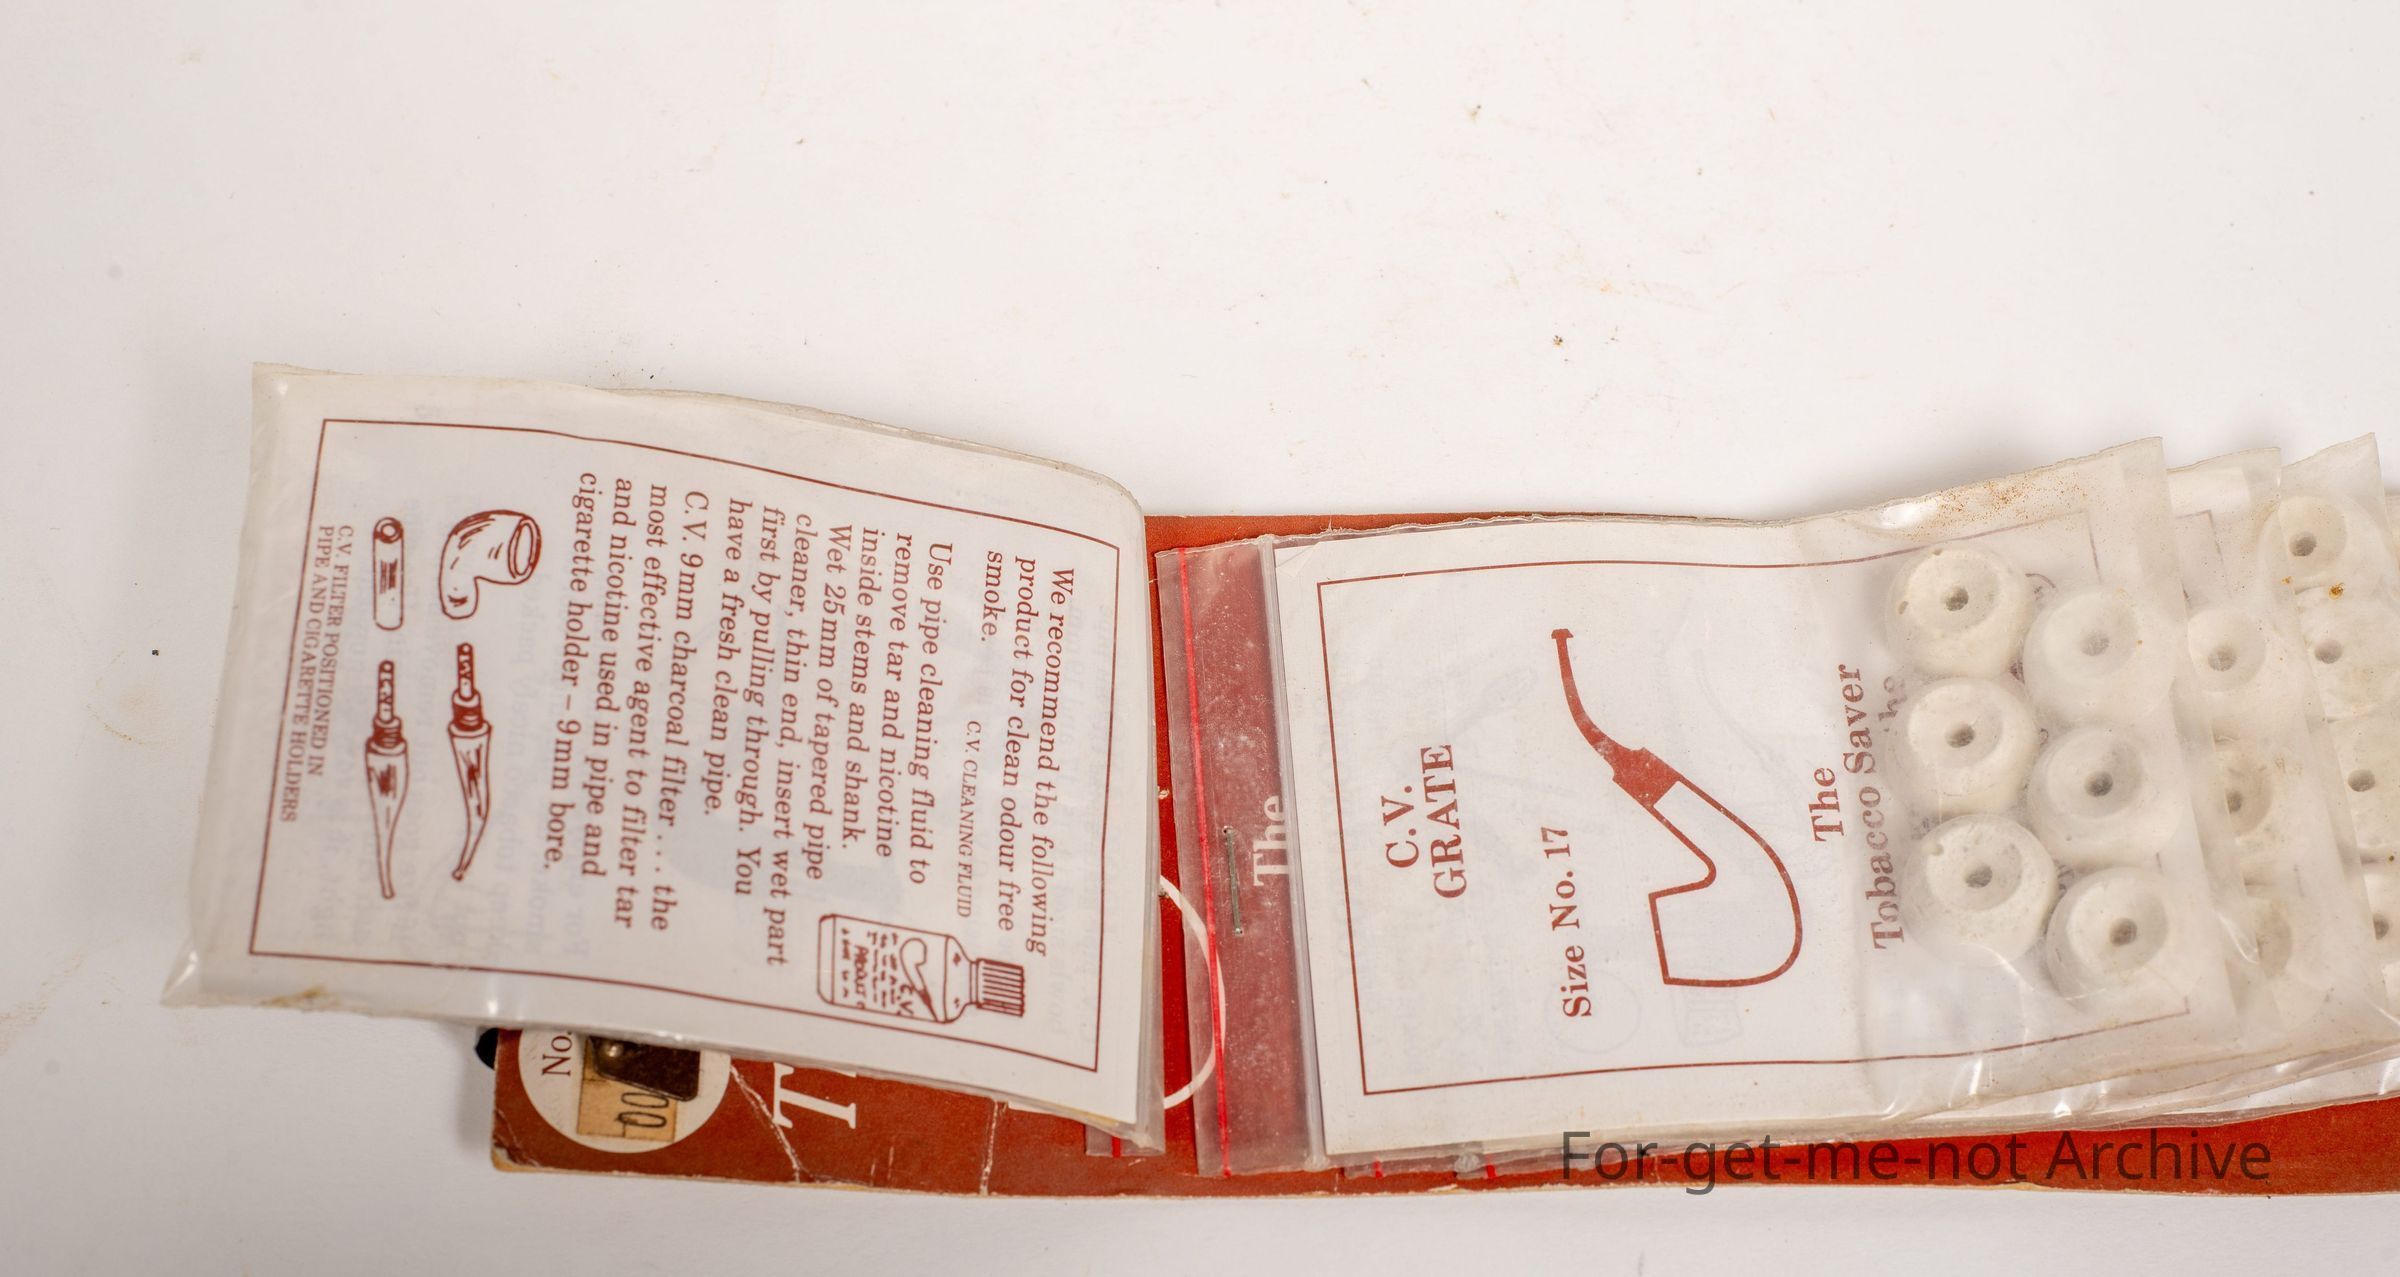 We recommend the following
product for clean odour free
smoke.
C.V. CLEANING FLUID
Use pipe cleaning fluid to
remove tar and nicotine
inside stems and shank.
Wet 25mm of tapered pipe
cleaner, thin end, insert wet part
first by pulling through. You
have a fresh clean pipe.
C.V. 9mm charcoal filter . . . the
most effective agent to filter tar
and nicotine used in pipe and
cigarette holder – 9mm bore.
C.V. FILTER POSITIONED IN
PIPE AND CIGARETTE HOLDERS
The
C.V.
GRATE
Size No. 17
The
Tobacco Saver
For-get-me-not Archive